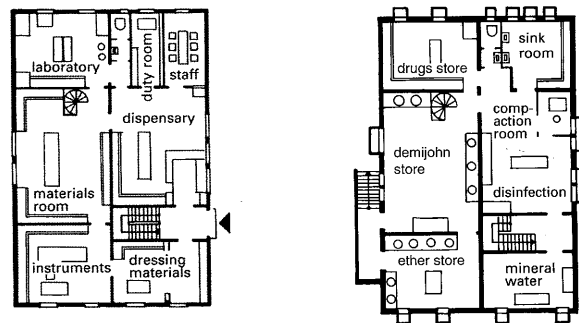 laboratory
duty room
staff
dispensary
materials
room
instruments
dressing
materials
drugs store
sink
room
comp-
action
room
demijohn
store
disinfection
ether store
mineral
water